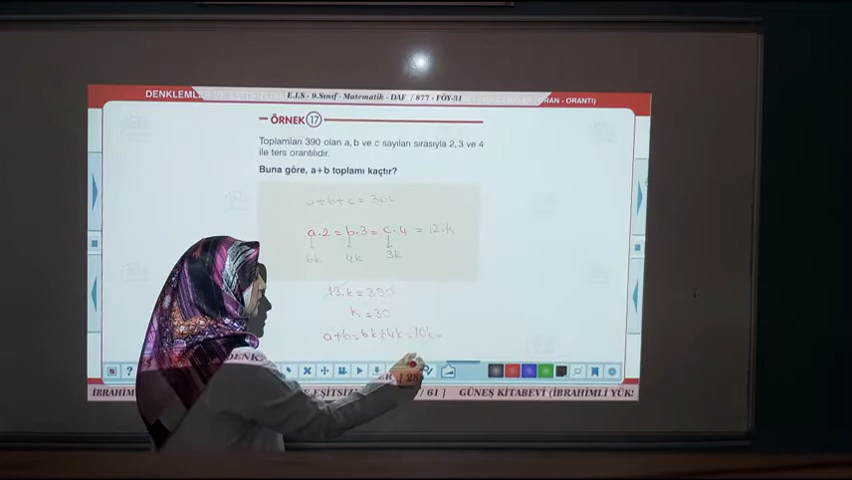 DENKLEML
E.I.S - 9.Sınıf - Matematik - DAF / 877 - FÖY-31
RAN - ORANTI)
ÖRNEK 17
Toplamları 390 olan a, b ve c sayıları sırasıyla 2, 3 ve 4
ile ters orantılıdır.
Buna göre, a+b toplamı kaçtır?
a+b+c=390
a.2=b.3=c.4=12.k
6k 4k 3k
13.k=390
k=30
a+b=6k+4k=10k=
DENK
İBRAHİM
/ 28
/ 61 ]
GÜNEŞ KİTABEVİ (İBRAHİMLİ YÜK: